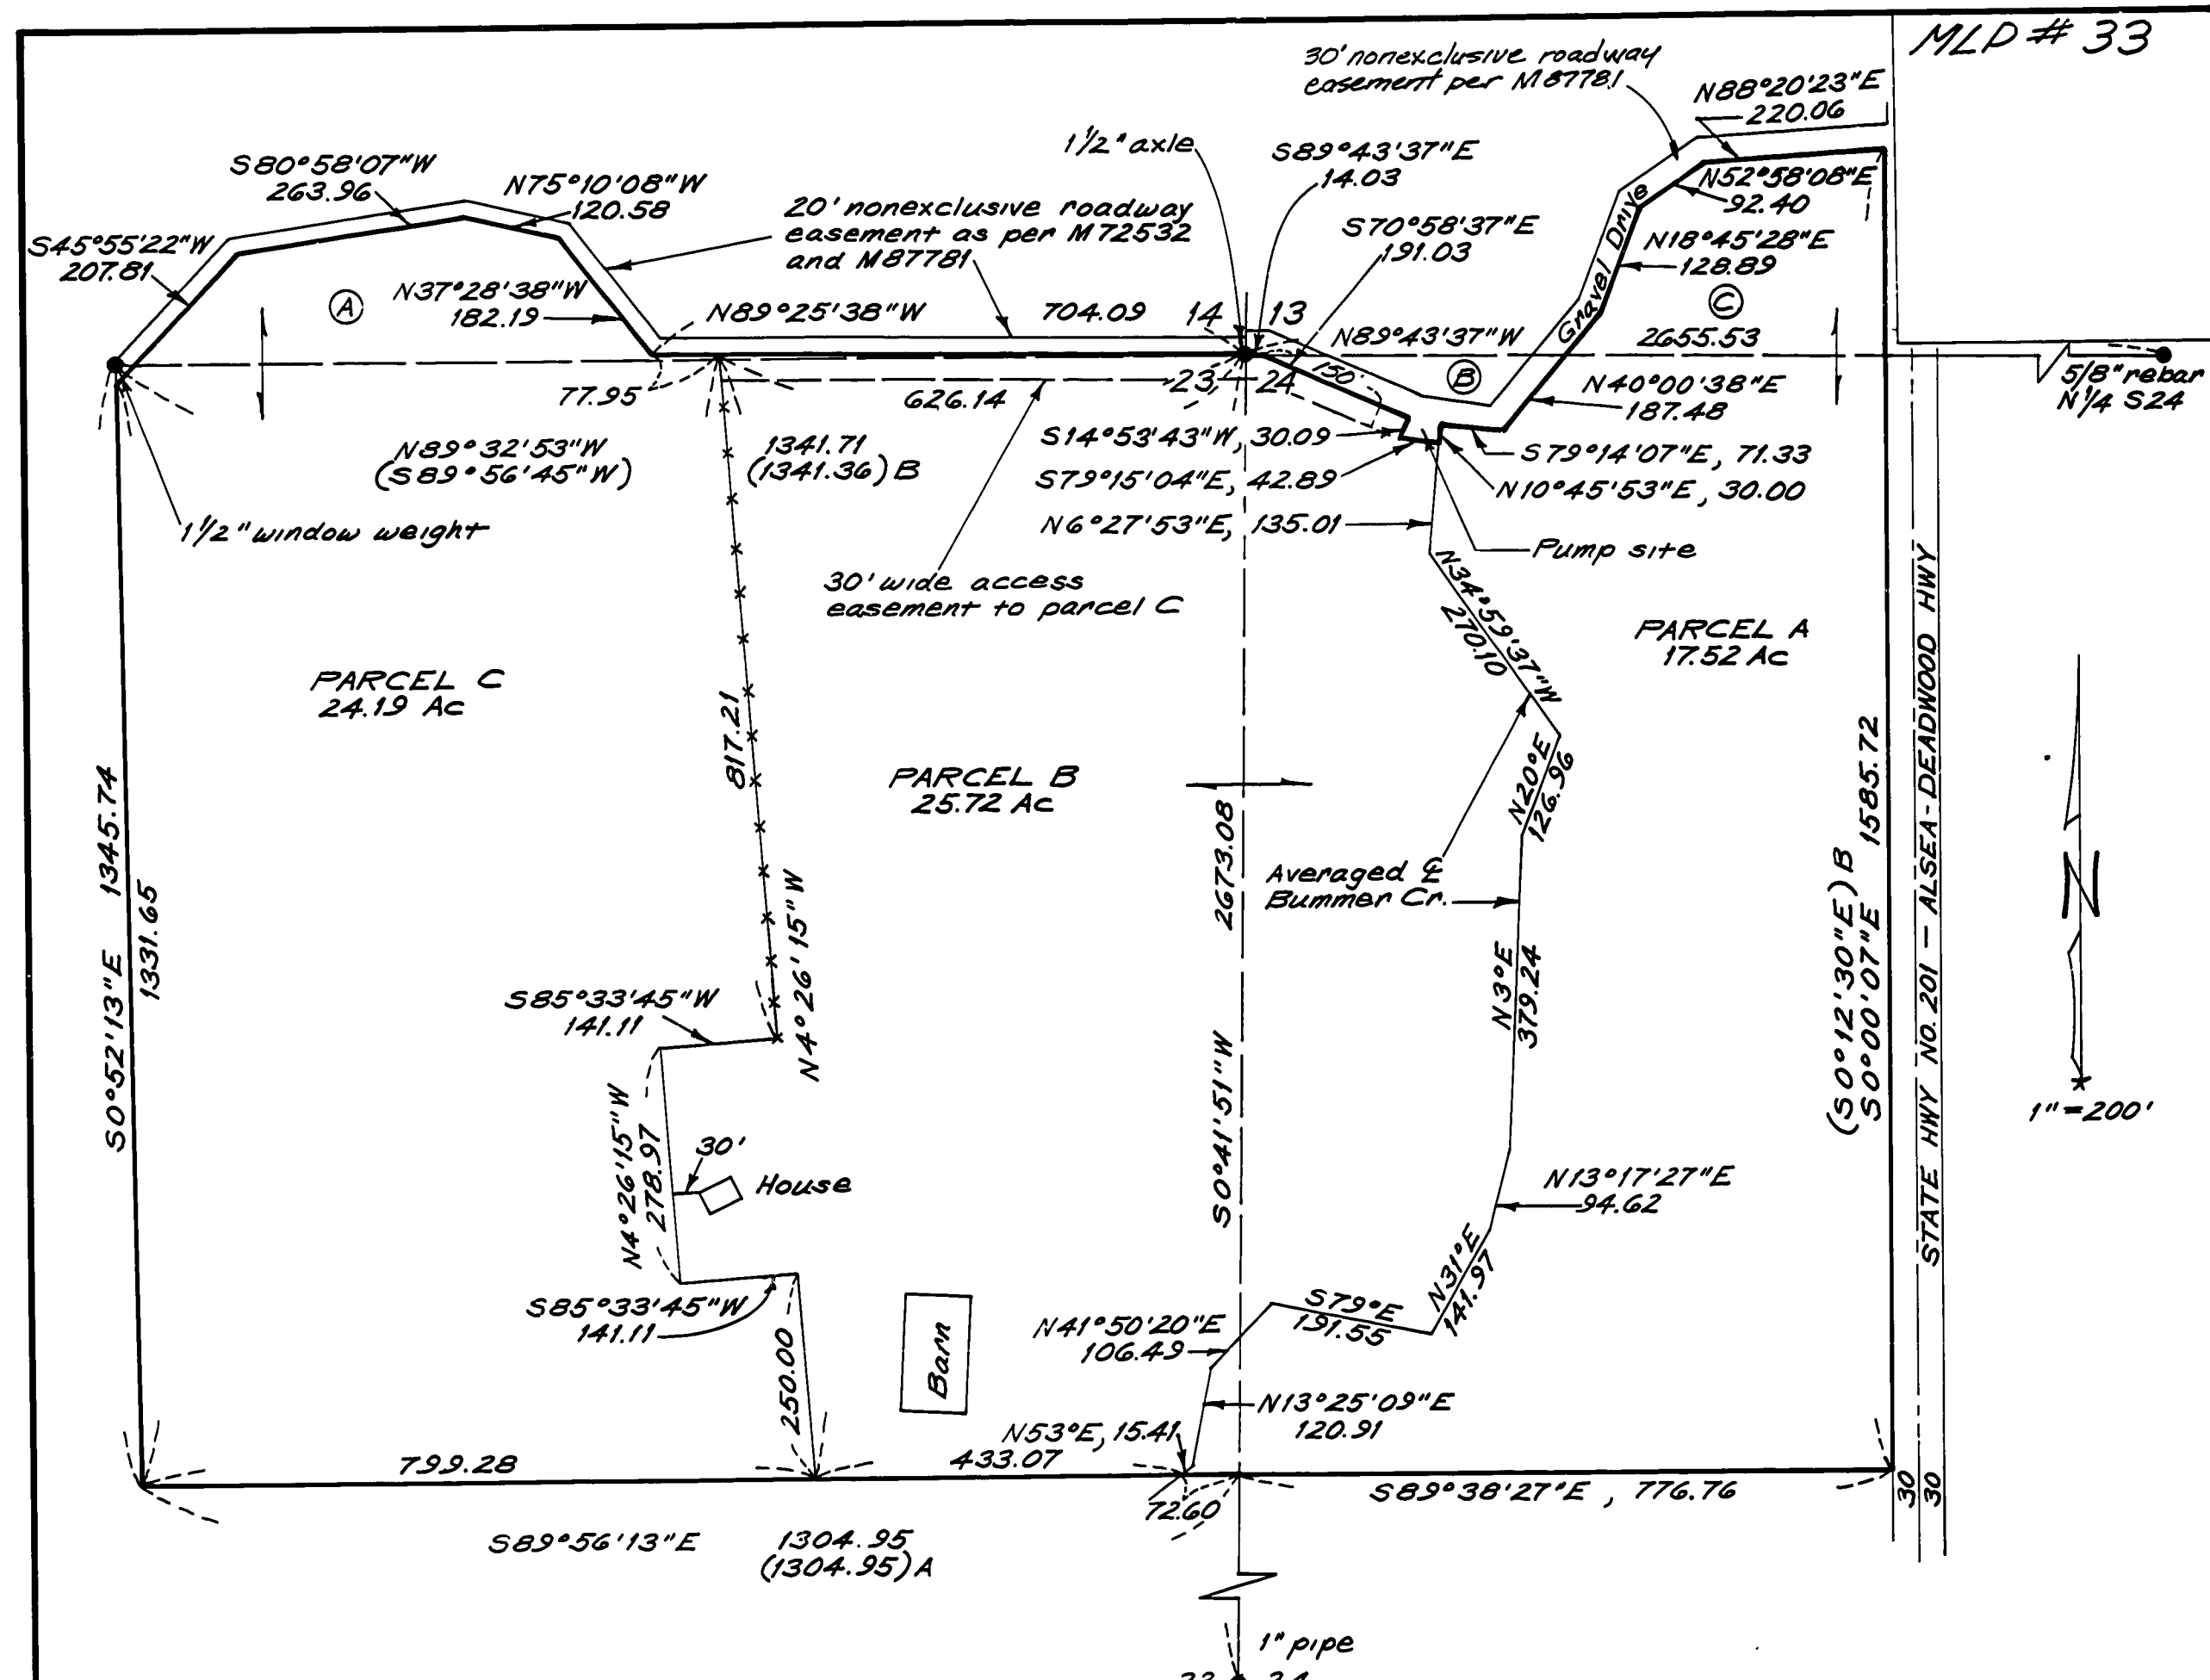 MLP # 33
30' nonexclusive roadway
easement per M87781
N88°20'23"E
220.06
1 1/2" axle
S89°43'37"E
14.03
S80°58'07"W
263.96
N75°10'08"W
120.58
20' nonexclusive roadway
easement as per M72532
and M87781
S70°58'37"E
191.03
N52°58'08"E
92.40
S45°55'22"W
207.81
N18°45'28"E
128.89
Gravel Drive
A
N37°28'38"W
182.19
N89°25'38"W 704.09
14 13
N89°43'37"W
C
2655.53
150'
B
77.95
626.14
23 24
N40°00'38"E
187.48
5/8" rebar
N 1/4 S24
N89°32'53"W 1341.71
(S89°56'45"W) (1341.36)B
S14°53'43"W, 30.09
S79°14'07"E, 71.33
S79°15'04"E, 42.89
N10°45'53"E, 30.00
1 1/2" window weight
N6°27'53"E, 135.01
Pump site
30' wide access
easement to parcel C
N34°59'37"W
270.10
PARCEL A
17.52 Ac
PARCEL C
24.19 Ac
817.21
PARCEL B
25.72 Ac
N20°E
126.96
S0°52'13"E 1345.74
1331.65
S0°41'51"W 2673.08
Averaged ℄
Bummer Cr.
(S0°12'30"E)B
S0°00'07"E 1585.72
STATE HWY NO. 201 - ALSEA-DEADWOOD HWY
N
1"=200'
N4°26'15"W
S85°33'45"W
141.11
N3°E
379.24
N4°26'15"W
278.97
30'
House
N13°17'27"E
94.62
S85°33'45"W
141.11
N31°E
141.97
S79°E
191.55
N41°50'20"E
106.49
Barn
250.00
N13°25'09"E
120.91
N53°E, 15.41
799.28
433.07
72.60
S89°38'27"E, 776.76
30
30
S89°56'13"E 1304.95
(1304.95)A
1" pipe
23 24